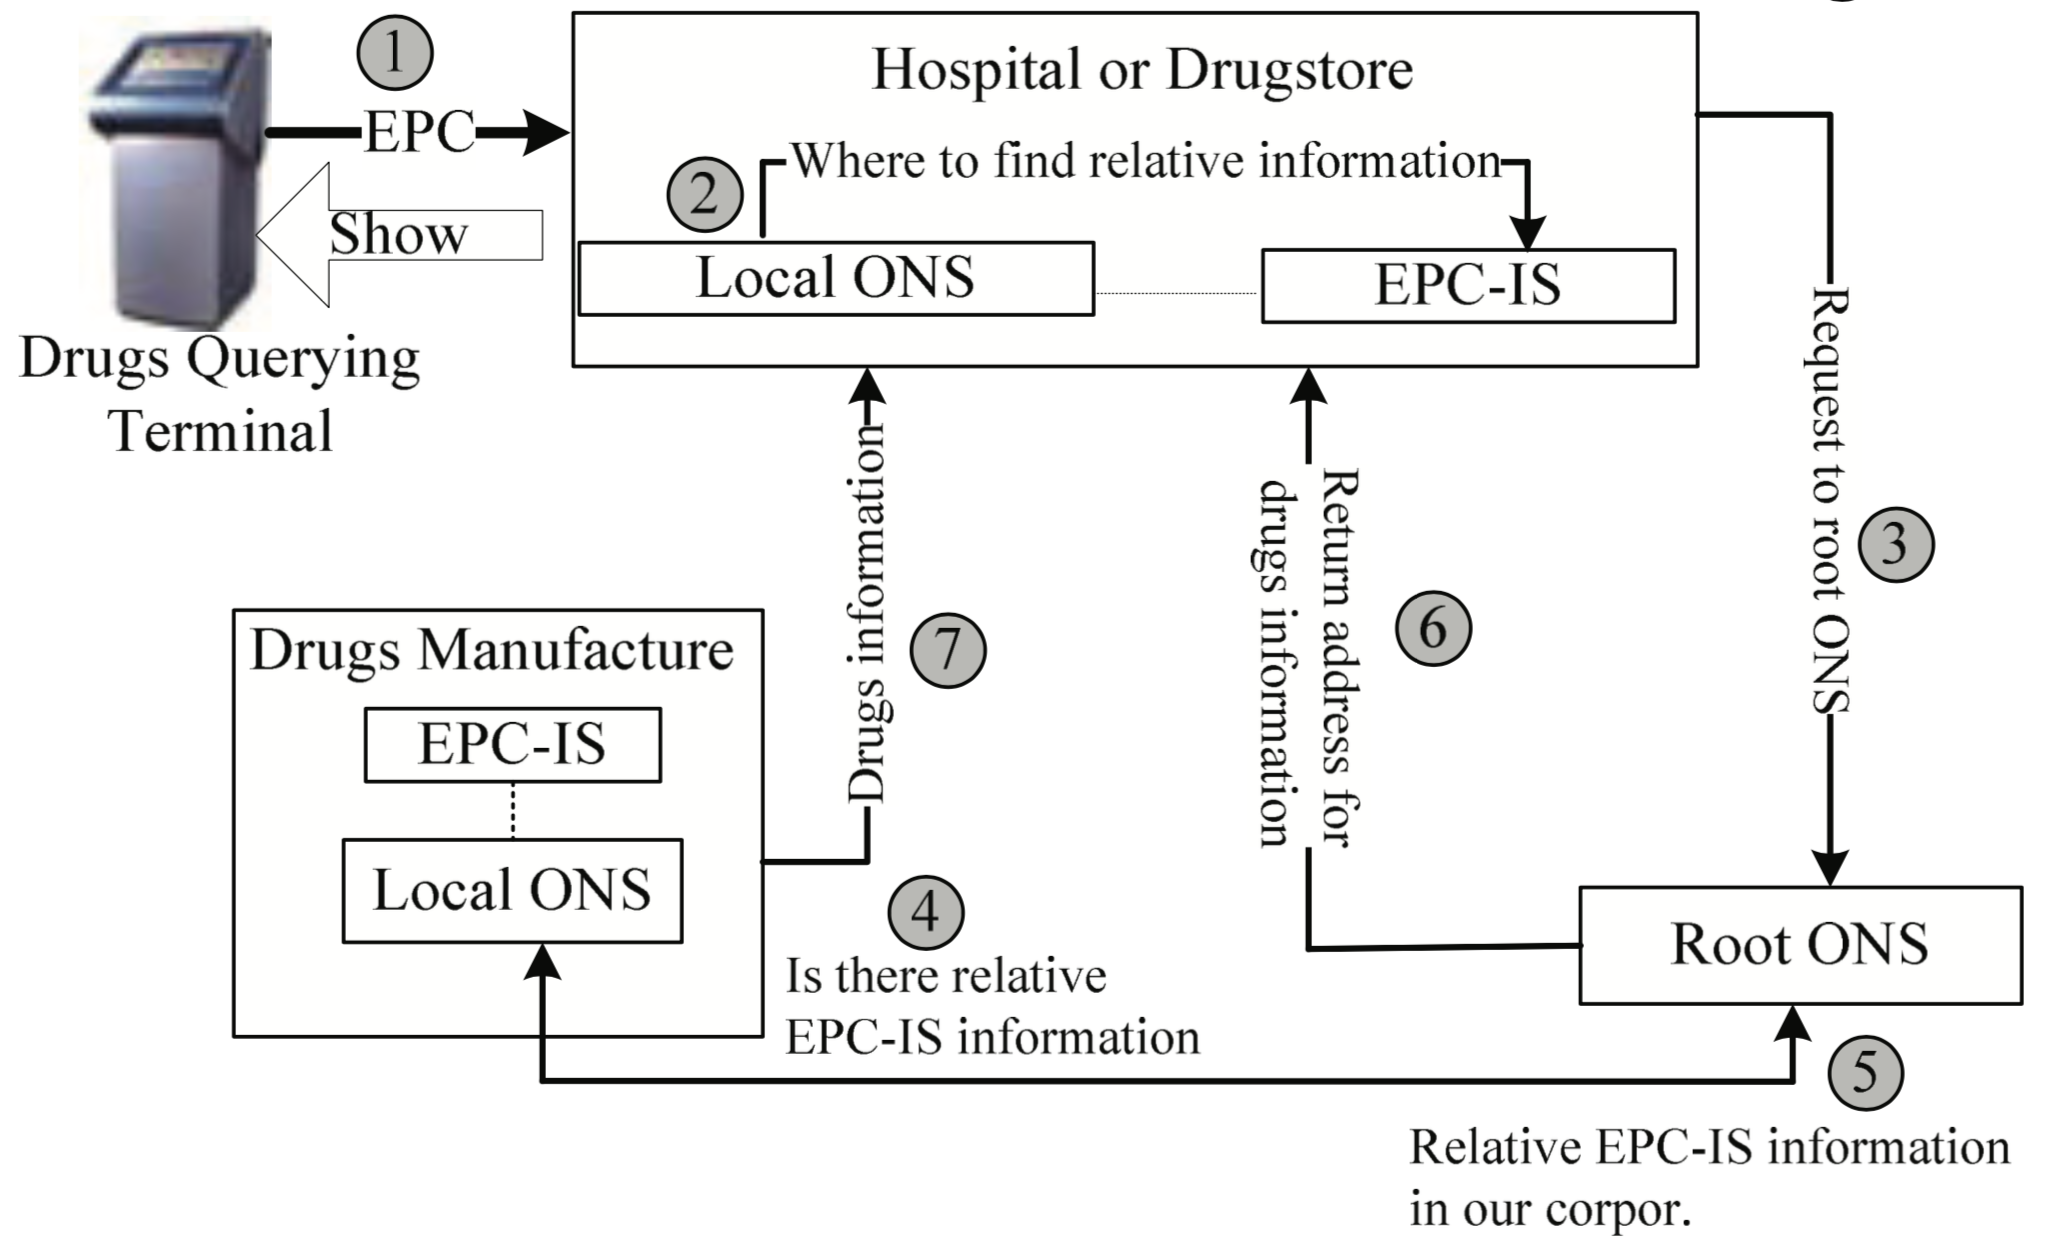 1
EPC
Show
Drugs Querying
Terminal
Hospital or Drugstore
2
Where to find relative information
Local ONS
EPC-IS
Request to root ONS
3
Drugs Manufacture
EPC-IS
Local ONS
Drugs information
7
4
Is there relative
EPC-IS information
Return address for
drugs information
6
Root ONS
5
Relative EPC-IS information
in our corpor.